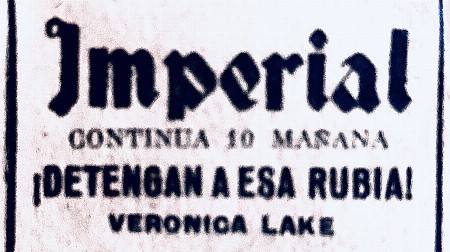 Imperial
CONTINUA 10 MAÑANA
¡DETENGAN A ESA RUBIA!
VERONICA LAKE